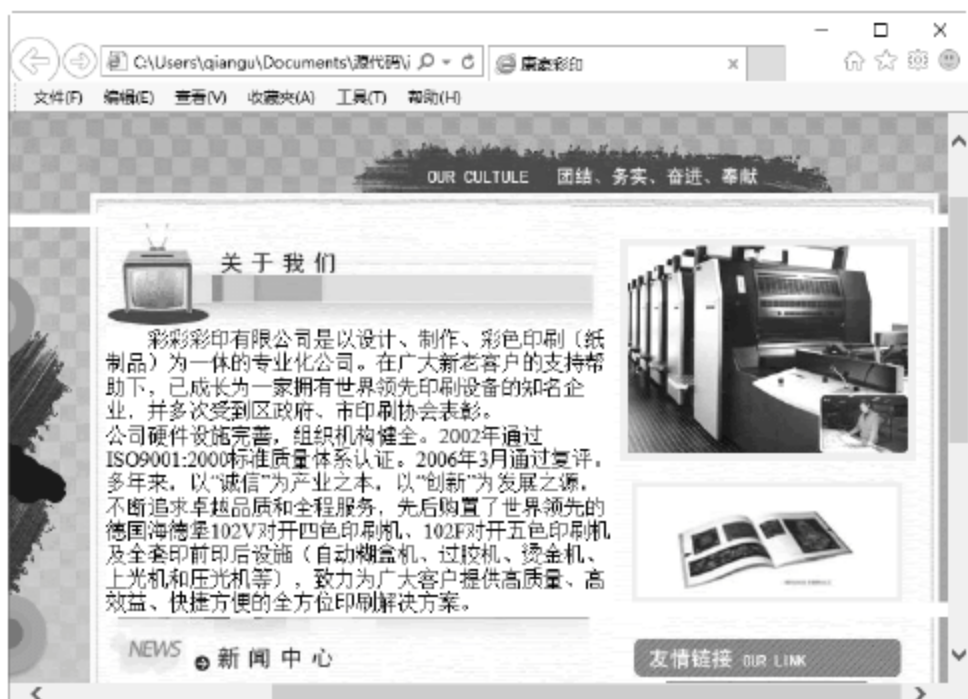 C:\Users\qiangu\Documents\源代码\i
康豪彩印
文件(F) 编辑(E) 查看(V) 收藏夹(A) 工具(T) 帮助(H)
OUR CULTULE 团结、务实、奋进、奉献
关于我们
彩彩彩印有限公司是以设计、制作、彩色印刷（纸
制品）为一体的专业化公司。在广大新老客户的支持帮
助下，已成长为一家拥有世界领先印刷设备的知名企
业，并多次受到区政府、市印刷协会表彰。
公司硬件设施完善，组织机构健全。2002年通过
ISO9001:2000标准质量体系认证。2006年3月通过复评。
多年来，以“诚信”为产业之本，以“创新”为发展之源，
不断追求卓越品质和全程服务，先后购置了世界领先的
德国海德堡102V对开四色印刷机、102F对开五色印刷机
及全套印前印后设施（自动糊盒机、过胶机、烫金机、
上光机和压光机等），致力为广大客户提供高质量、高
效益、快捷方便的全方位印刷解决方案。
NEWS 新闻中心
友情链接 OUR LINK